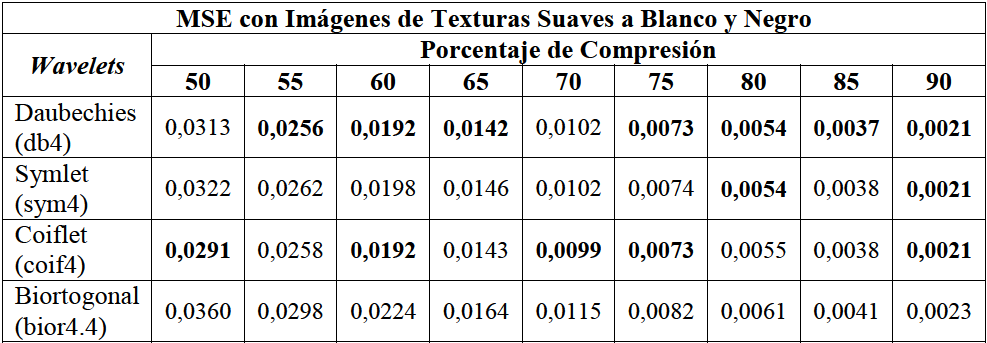 MSE con Imágenes de Texturas Suaves a Blanco y Negro
Wavelets
Porcentaje de Compresión
50 55 60 65 70 75 80 85 90
Daubechies
(db4)
0,0313 0,0256 0,0192 0,0142 0,0102 0,0073 0,0054 0,0037 0,0021
Symlet
(sym4)
0,0322 0,0262 0,0198 0,0146 0,0102 0,0074 0,0054 0,0038 0,0021
Coiflet
(coif4)
0,0291 0,0258 0,0192 0,0143 0,0099 0,0073 0,0055 0,0038 0,0021
Biortogonal
(bior4.4)
0,0360 0,0298 0,0224 0,0164 0,0115 0,0082 0,0061 0,0041 0,0023